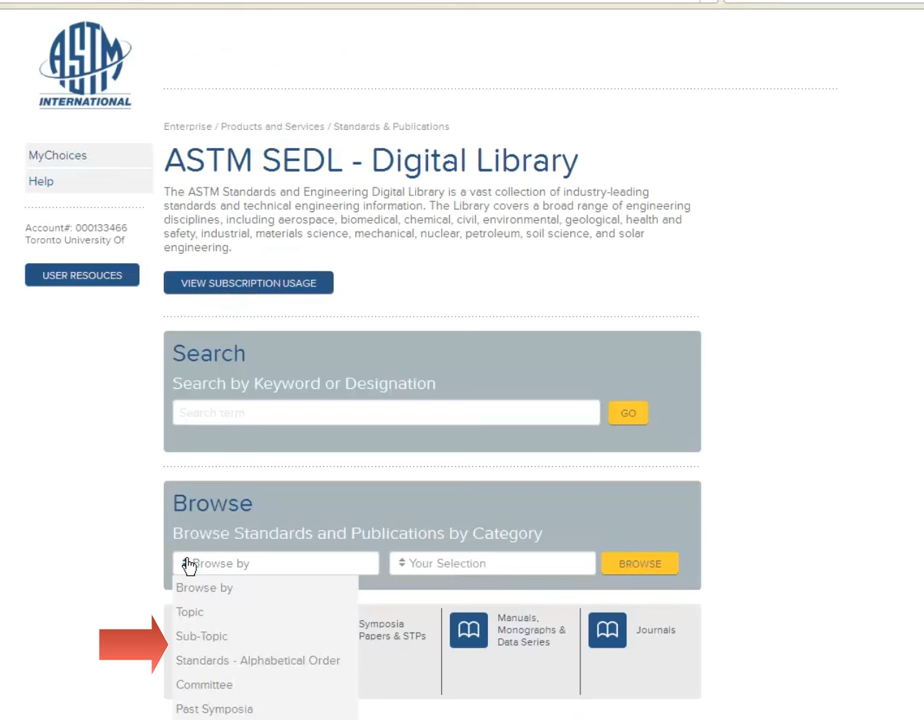 ASTM
INTERNATIONAL
Enterprise / Products and Services / Standards & Publications
MyChoices
Help
Account#: 000133466
Toronto University Of
USER RESOUCES
ASTM SEDL - Digital Library
The ASTM Standards and Engineering Digital Library is a vast collection of industry-leading
standards and technical engineering information. The Library covers a broad range of engineering
disciplines, including aerospace, biomedical, chemical, civil, environmental, geological, health and
safety, industrial, materials science, mechanical, nuclear, petroleum, soil science, and solar
engineering.
VIEW SUBSCRIPTION USAGE
Search
Search by Keyword or Designation
Search term
GO
Browse
Browse Standards and Publications by Category
Browse by
Your Selection
BROWSE
Browse by
Topic
Sub-Topic
Standards - Alphabetical Order
Committee
Past Symposia
Symposia
Papers & STPs
Manuals,
Monographs &
Data Series
Journals